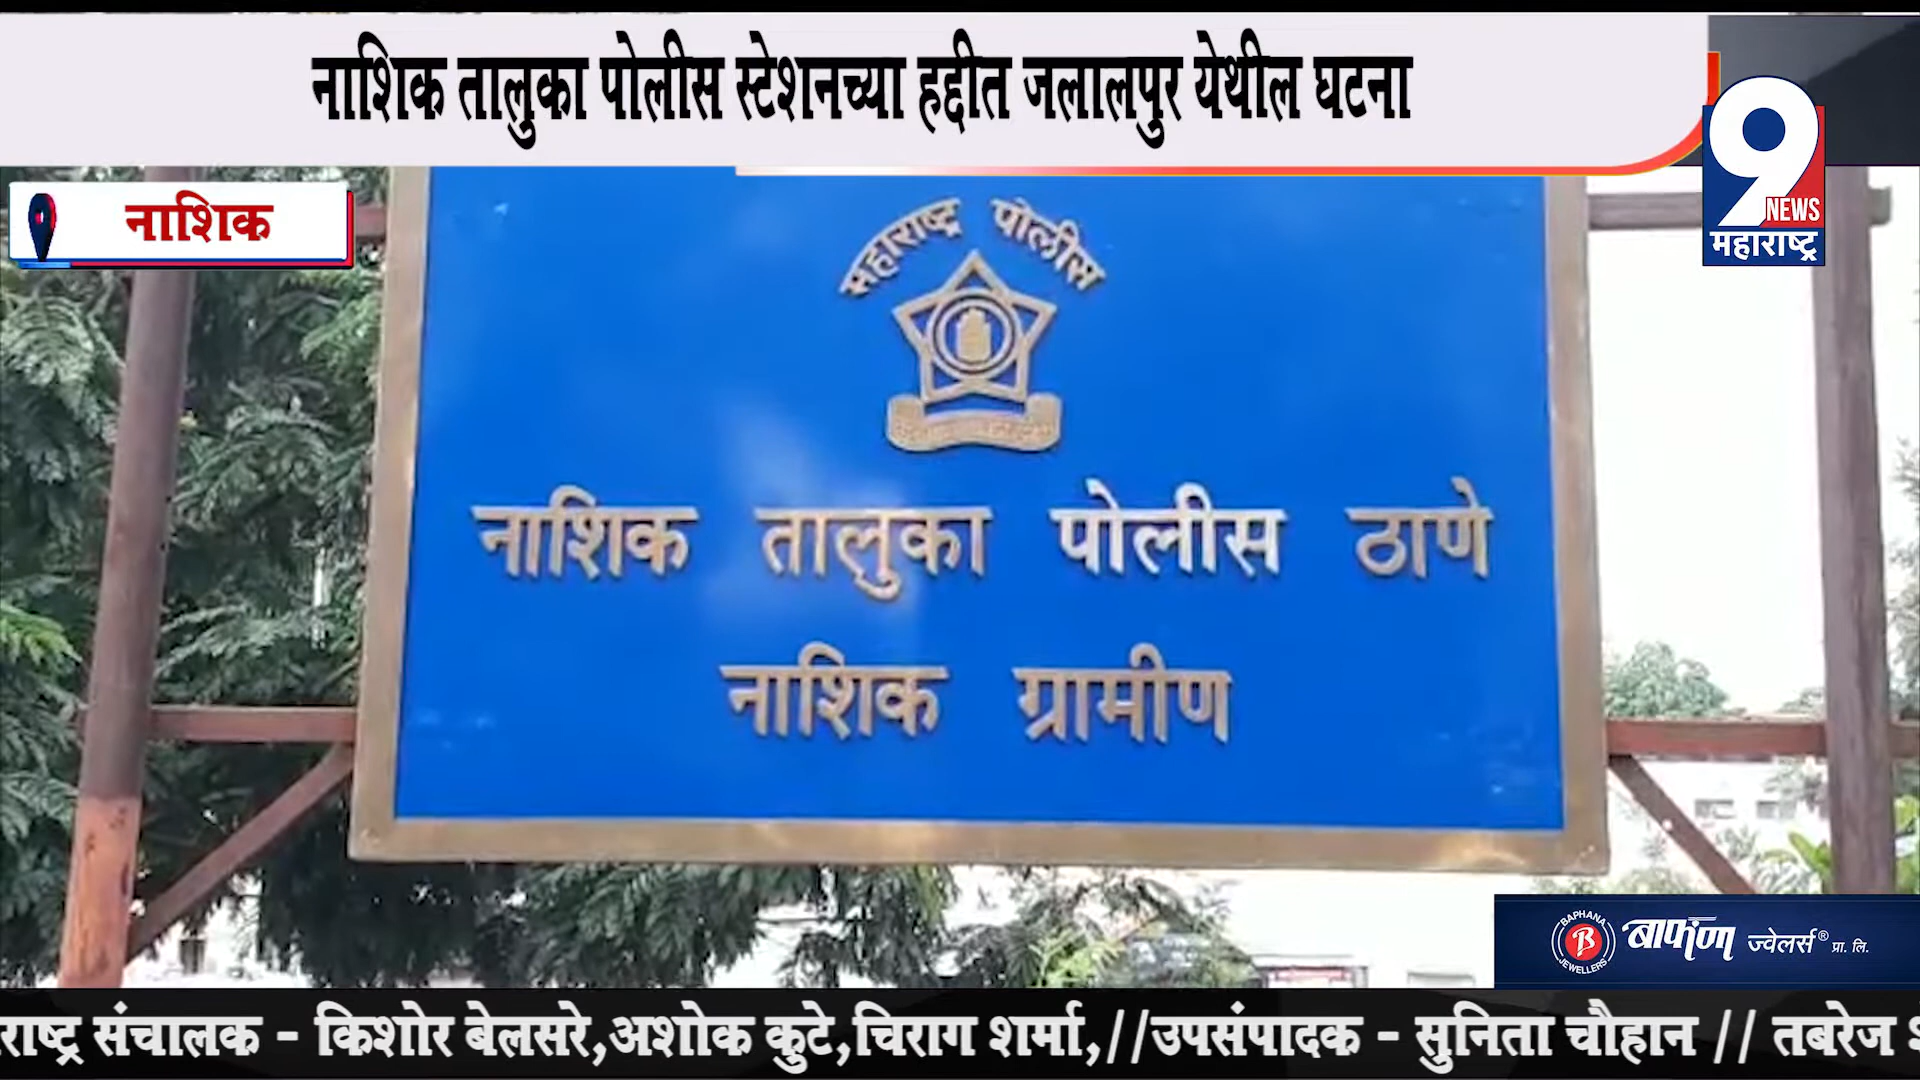 नाशिक तालुका पोलीस स्टेशनच्या हद्दीत जलालपुर येथील घटना
9
NEWS
महाराष्ट्र
नाशिक
महाराष्ट्र पोलीस
नाशिक तालुका पोलीस ठाणे
नाशिक ग्रामीण
BAPHANA
B
JEWELLERS
बाफणा ज्वेलर्स® प्रा. लि.
राष्ट्र संचालक - किशोर बेलसरे,अशोक कुटे,चिराग शर्मा,//उपसंपादक - सुनिता चौहान // तबरेज